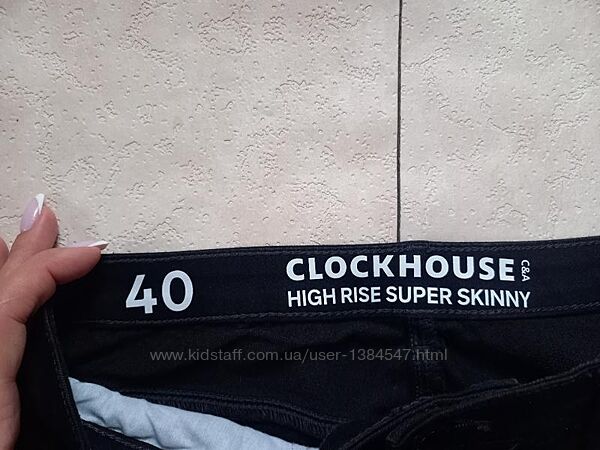 40
CLOCKHOUSE C&A
HIGH RISE SUPER SKINNY
www.kidstaff.com.ua/user-1384547.html